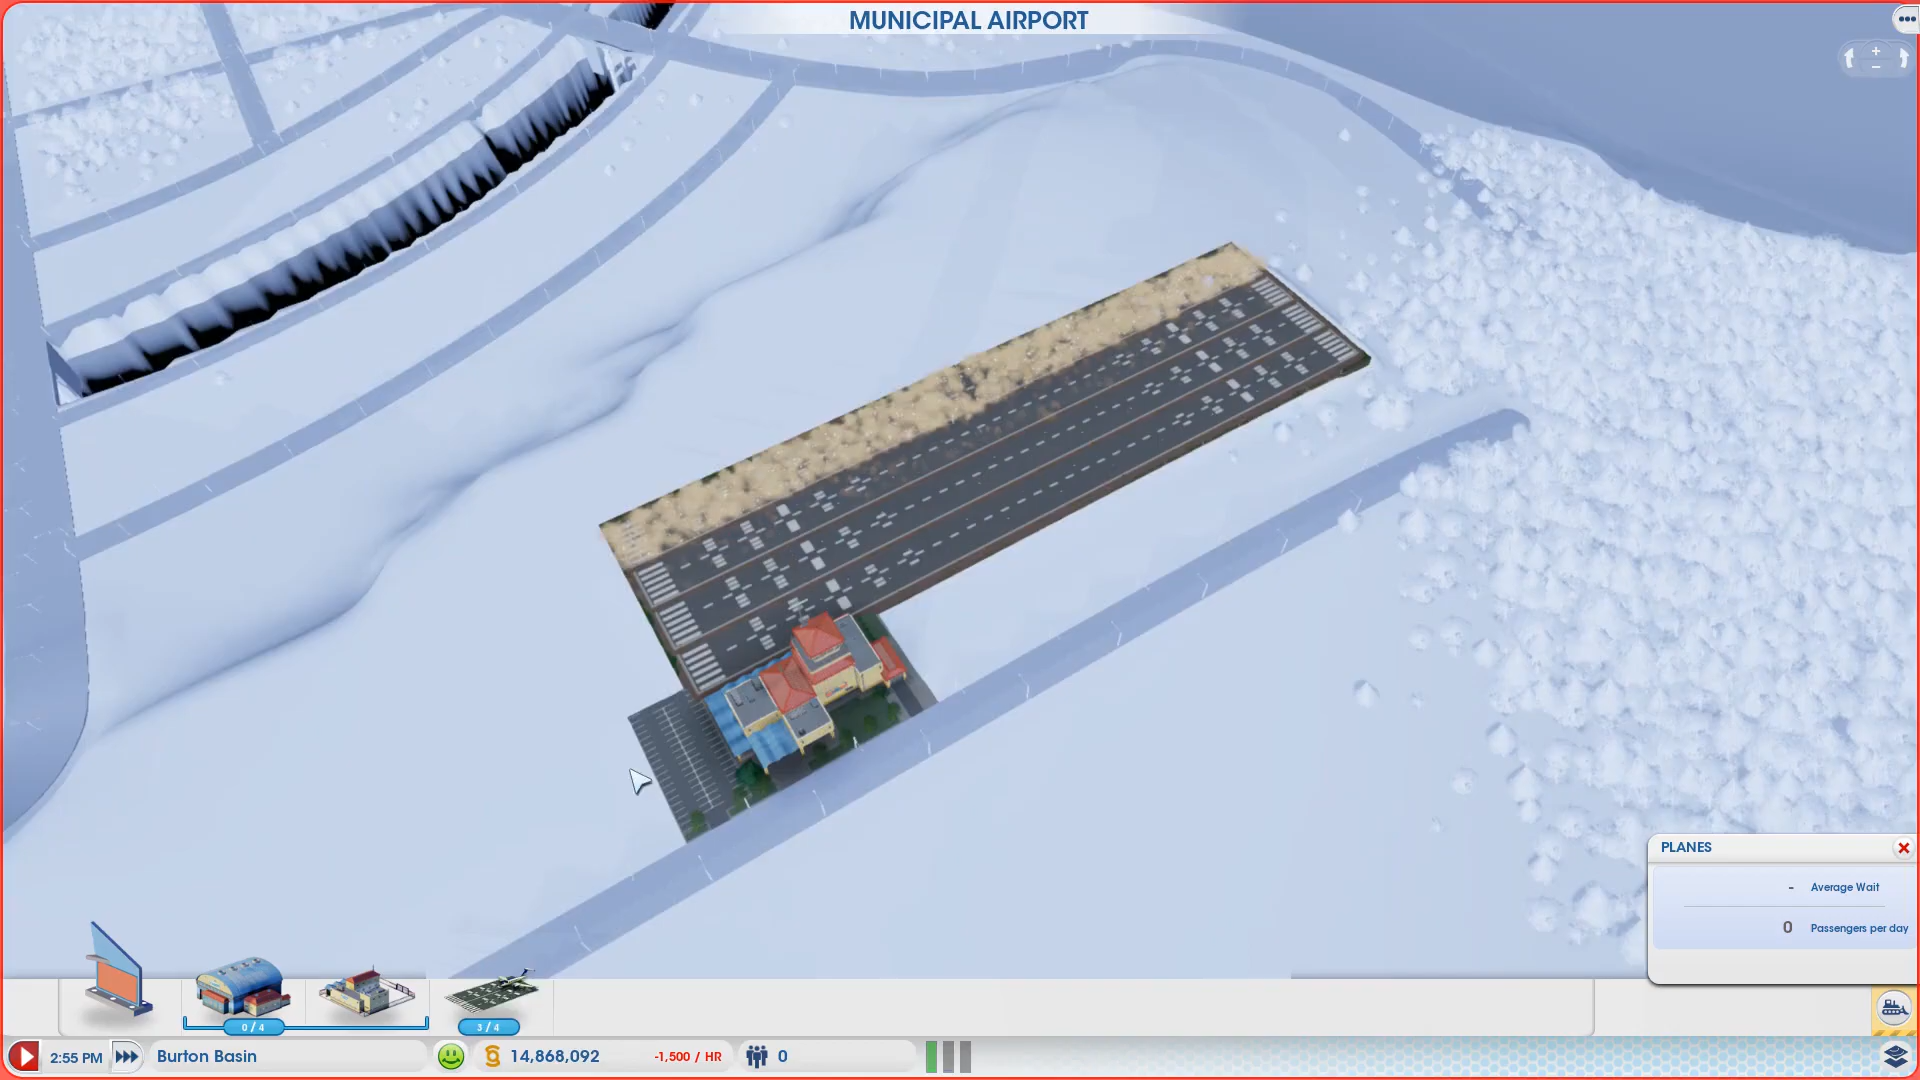 MUNICIPAL AIRPORT
PLANES
- Average Wait
0 Passengers per day
0 / 4
3 / 4
2:55 PM
Burton Basin
14,868,092
-1,500 / HR
0